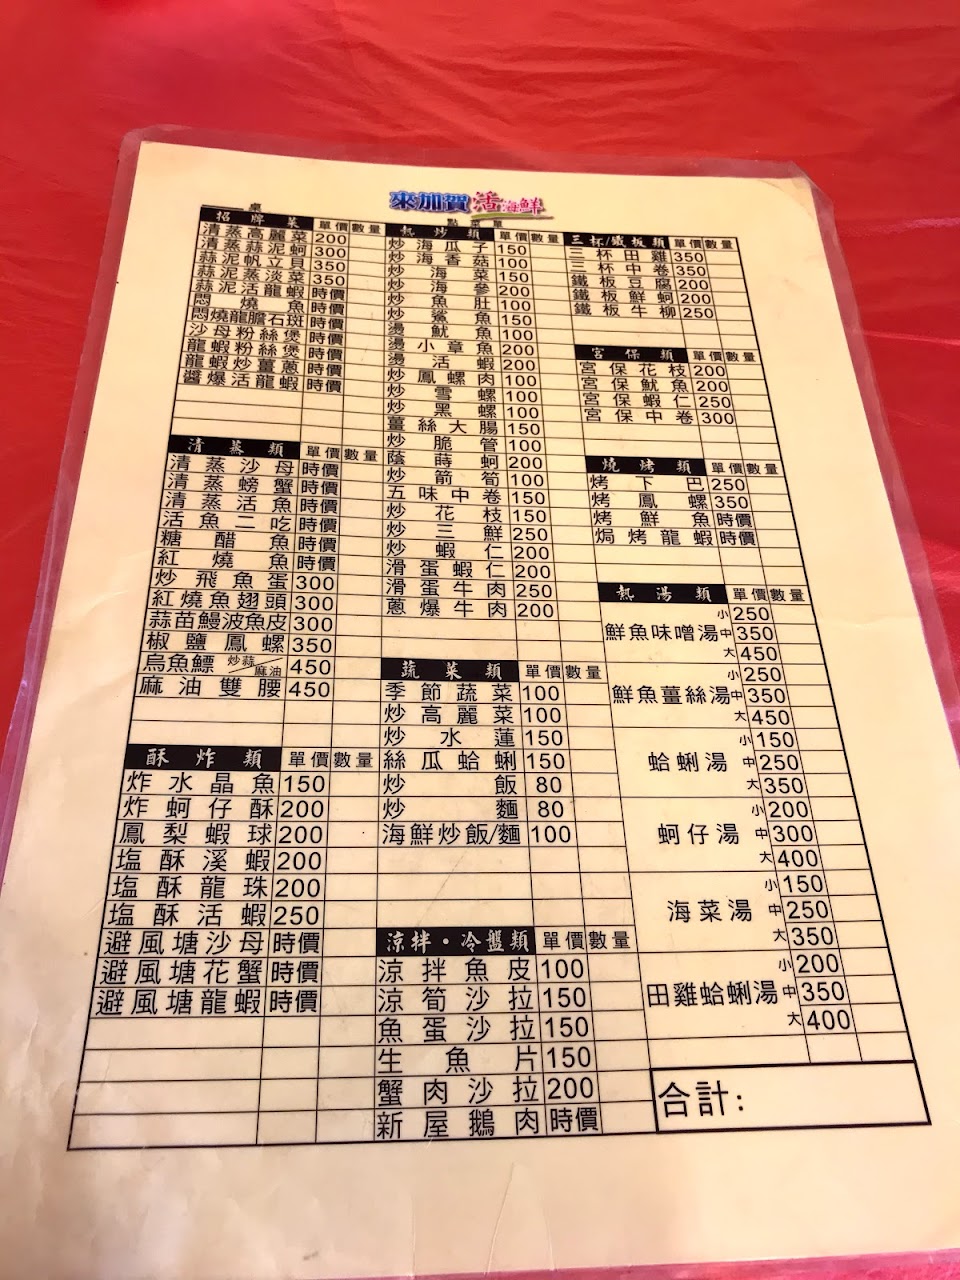 來加賀活海鮮
桌
點菜單
招牌菜 單價 數量
清蒸高麗菜 200
清蒸蒜泥蚵 300
蒜泥帆立貝 350
蒜泥蒸淡菜 350
蒜泥活龍蝦 時價
悶燒魚 時價
悶燒龍膽石斑 時價
沙母粉絲煲 時價
龍蝦粉絲煲 時價
龍蝦炒薑蔥 時價
醬爆活龍蝦 時價
清蒸類 單價 數量
清蒸沙母 時價
清蒸螃蟹 時價
清蒸活魚 時價
活魚二吃 時價
糖醋魚 時價
紅燒魚 時價
炒飛魚蛋 300
紅燒魚翅頭 300
蒜苗鰻波魚皮 300
椒鹽鳳螺 350
烏魚鰾 炒蒜/麻油 450
麻油雙腰 450
酥炸類 單價 數量
炸水晶魚 150
炸蚵仔酥 200
鳳梨蝦球 200
塩酥溪蝦 200
塩酥龍珠 200
塩酥活蝦 250
避風塘沙母 時價
避風塘花蟹 時價
避風塘龍蝦 時價
熱炒類 單價 數量
炒海瓜子 150
炒海香菇 100
炒海菜 150
炒海參 200
炒魚肚 100
炒鯊魚 150
燙魷魚 100
燙小章魚 200
燙活蝦 200
炒鳳螺肉 100
炒雪螺 100
炒黑螺 100
薑絲大腸 150
炒脆管 100
蔭蒔蚵 200
炒箭筍 100
五味中卷 150
炒花枝 150
炒三鮮 250
炒蝦仁 200
滑蛋蝦仁 200
滑蛋牛肉 250
蔥爆牛肉 200
蔬菜類 單價 數量
季節蔬菜 100
炒高麗菜 100
炒水蓮 150
絲瓜蛤蜊 150
炒飯 80
炒麵 80
海鮮炒飯/麵 100
涼拌·冷盤類 單價 數量
涼拌魚皮 100
涼筍沙拉 150
魚蛋沙拉 150
生魚片 150
蟹肉沙拉 200
新屋鵝肉 時價
三杯/鐵板類 單價 數量
三杯田雞 350
三杯中卷 350
鐵板豆腐 200
鐵板鮮蚵 200
鐵板牛柳 250
宮保類 單價 數量
宮保花枝 200
宮保魷魚 200
宮保蝦仁 250
宮保中卷 300
燒烤類 單價 數量
烤下巴 250
烤鳳螺 350
烤鮮魚 時價
焗烤龍蝦 時價
熱湯類 單價 數量
小 250
鮮魚味噌湯 中 350
大 450
小 250
鮮魚薑絲湯 中 350
大 450
小 150
蛤蜊湯 中 250
大 350
小 200
蚵仔湯 中 300
大 400
小 150
海菜湯 中 250
大 350
小 200
田雞蛤蜊湯 中 350
大 400
合計: